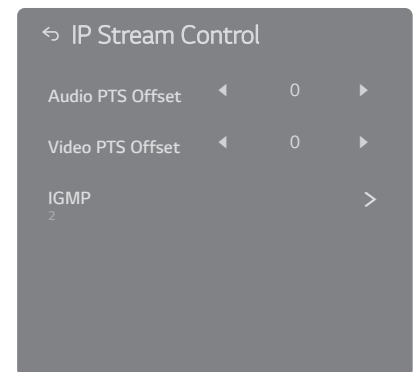 IP Stream Control
Audio PTS Offset 0
Video PTS Offset 0
IGMP
2